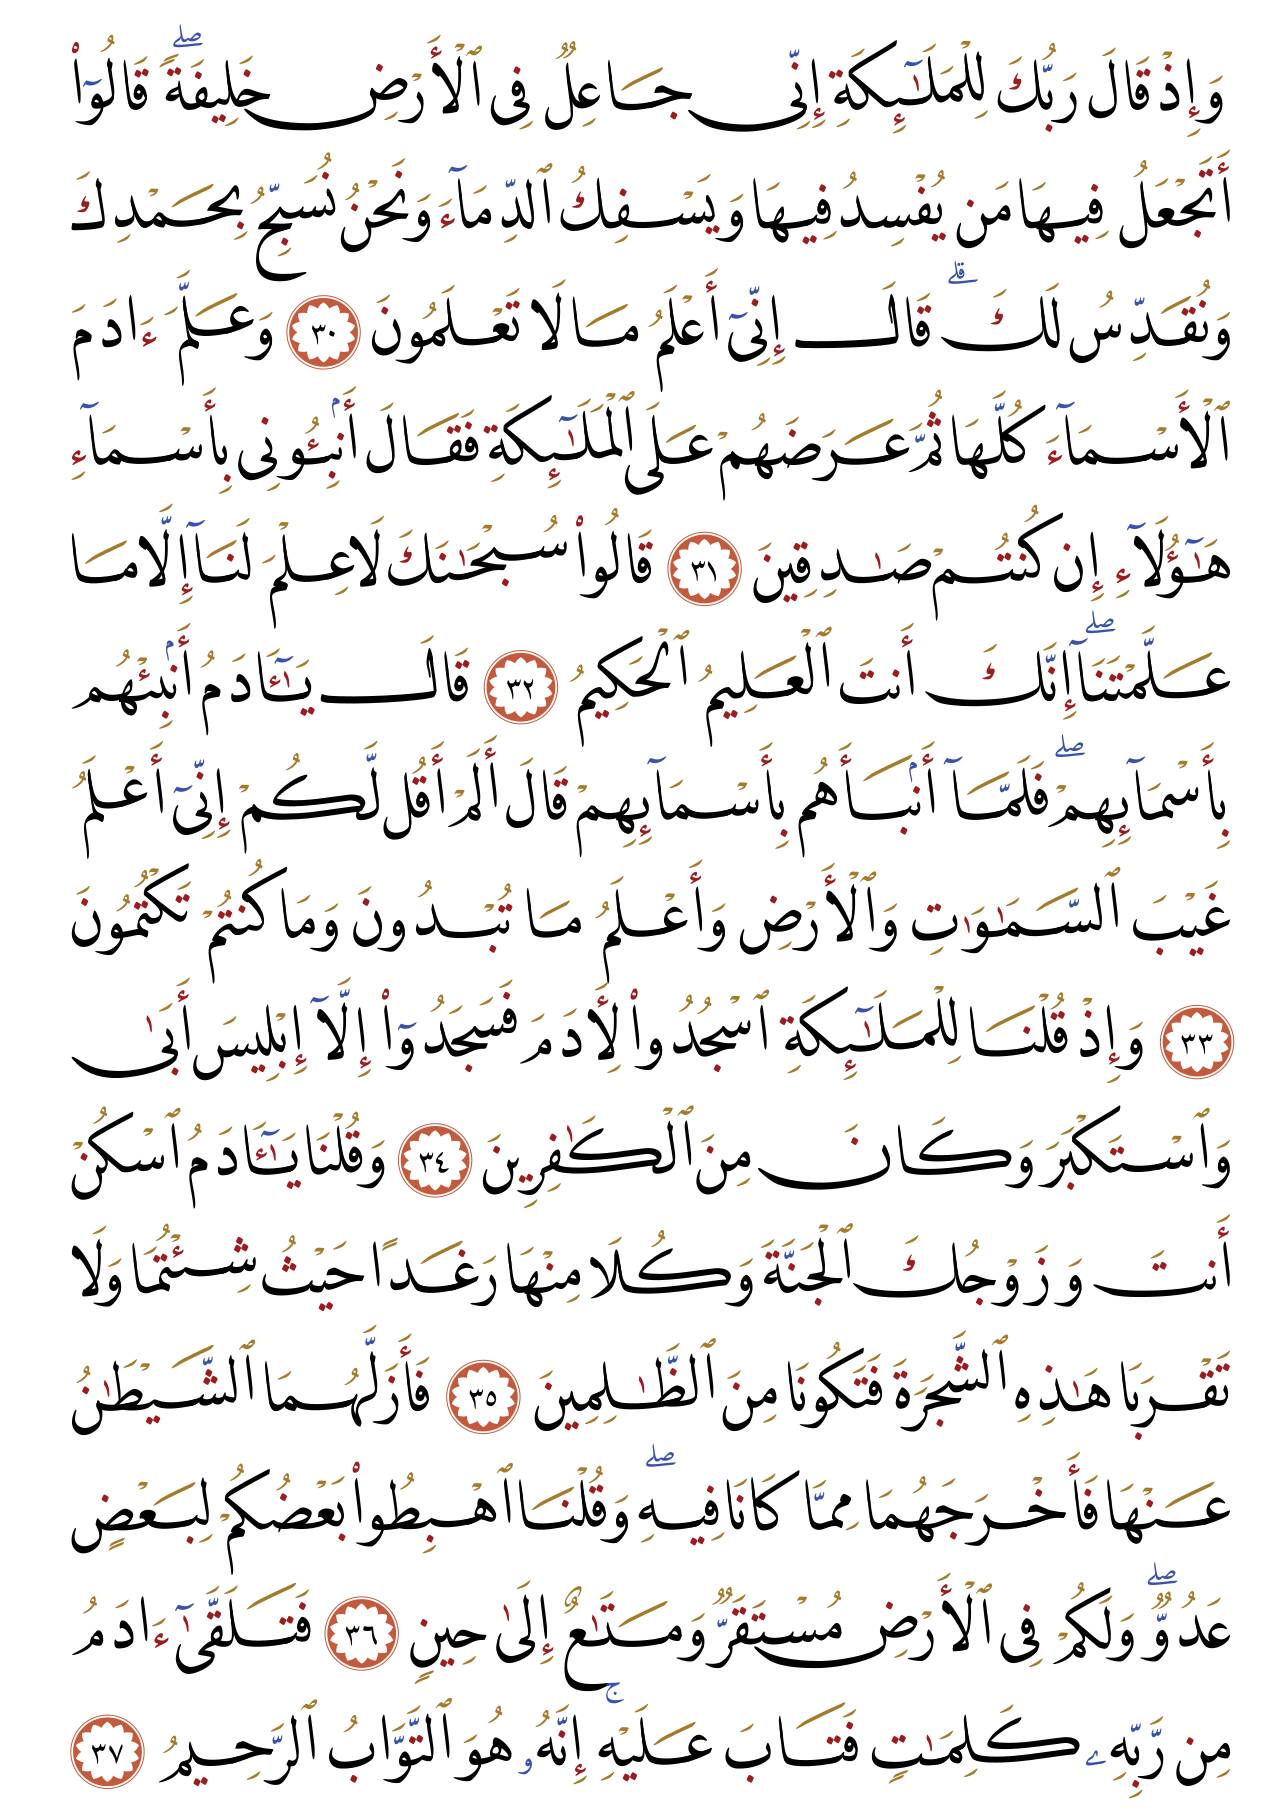 وَإِذْ قَالَ رَبُّكَ لِلْمَلَـٰٓئِكَةِ إِنِّى جَاعِلٌ فِى ٱلْأَرْضِ خَلِيفَةً ۖ قَالُوٓا۟
أَتَجْعَلُ فِيهَا مَن يُفْسِدُ فِيهَا وَيَسْفِكُ ٱلدِّمَآءَ وَنَحْنُ نُسَبِّحُ بِحَمْدِكَ
وَنُقَدِّسُ لَكَ ۖ قَالَ إِنِّىٓ أَعْلَمُ مَا لَا تَعْلَمُونَ ٣٠ وَعَلَّمَ ءَادَمَ
ٱلْأَسْمَآءَ كُلَّهَا ثُمَّ عَرَضَهُمْ عَلَى ٱلْمَلَـٰٓئِكَةِ فَقَالَ أَنۢبِـُٔونِى بِأَسْمَآءِ
هَـٰٓؤُلَآءِ إِن كُنتُمْ صَـٰدِقِينَ ٣١ قَالُوا۟ سُبْحَـٰنَكَ لَا عِلْمَ لَنَآ إِلَّا مَا
عَلَّمْتَنَآ ۖ إِنَّكَ أَنتَ ٱلْعَلِيمُ ٱلْحَكِيمُ ٣٢ قَالَ يَـٰٓـَٔادَمُ أَنۢبِئْهُم
بِأَسْمَآئِهِمْ ۖ فَلَمَّآ أَنۢبَأَهُم بِأَسْمَآئِهِمْ قَالَ أَلَمْ أَقُل لَّكُمْ إِنِّىٓ أَعْلَمُ
غَيْبَ ٱلسَّمَـٰوَٰتِ وَٱلْأَرْضِ وَأَعْلَمُ مَا تُبْدُونَ وَمَا كُنتُمْ تَكْتُمُونَ
٣٣ وَإِذْ قُلْنَا لِلْمَلَـٰٓئِكَةِ ٱسْجُدُوا۟ لِـَٔادَمَ فَسَجَدُوٓا۟ إِلَّآ إِبْلِيسَ أَبَىٰ
وَٱسْتَكْبَرَ وَكَانَ مِنَ ٱلْكَـٰفِرِينَ ٣٤ وَقُلْنَا يَـٰٓـَٔادَمُ ٱسْكُنْ
أَنتَ وَزَوْجُكَ ٱلْجَنَّةَ وَكُلَا مِنْهَا رَغَدًا حَيْثُ شِئْتُمَا وَلَا
تَقْرَبَا هَـٰذِهِ ٱلشَّجَرَةَ فَتَكُونَا مِنَ ٱلظَّـٰلِمِينَ ٣٥ فَأَزَلَّهُمَا ٱلشَّيْطَـٰنُ
عَنْهَا فَأَخْرَجَهُمَا مِمَّا كَانَا فِيهِ ۖ وَقُلْنَا ٱهْبِطُوا۟ بَعْضُكُمْ لِبَعْضٍ
عَدُوٌّ ۖ وَلَكُمْ فِى ٱلْأَرْضِ مُسْتَقَرٌّ وَمَتَـٰعٌ إِلَىٰ حِينٍ ٣٦ فَتَلَقَّىٰٓ ءَادَمُ
مِن رَّبِّهِۦ كَلِمَـٰتٍ فَتَابَ عَلَيْهِ ۚ إِنَّهُۥ هُوَ ٱلتَّوَّابُ ٱلرَّحِيمُ ٣٧